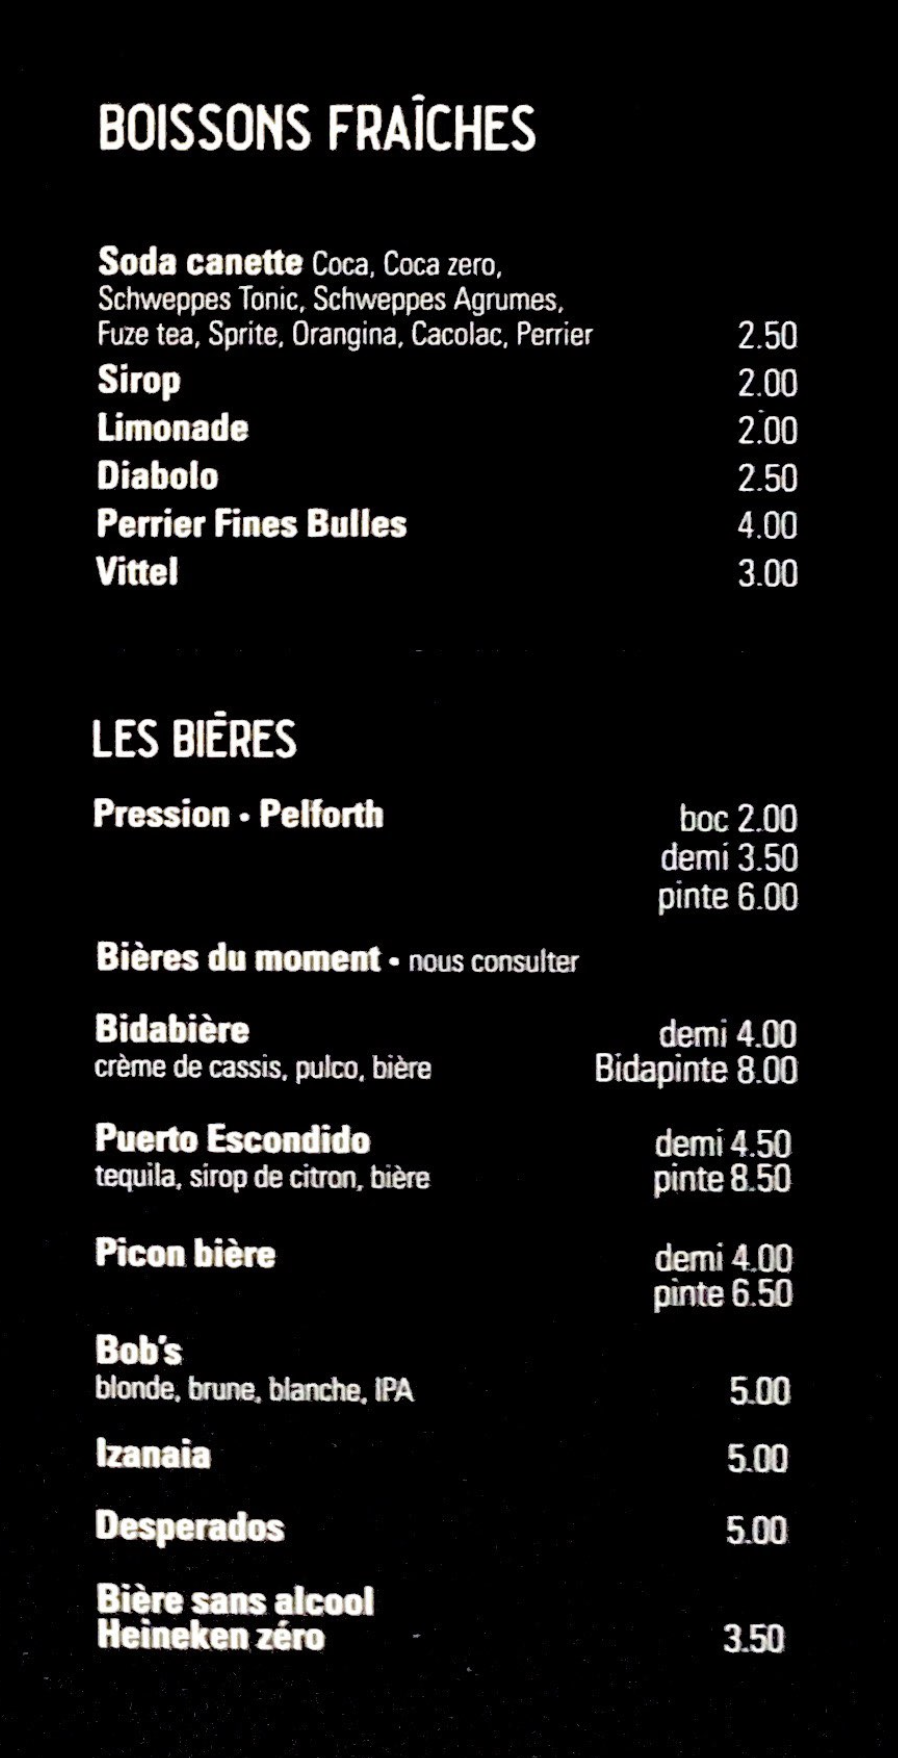 BOISSONS FRAÎCHES
Soda canette Coca, Coca zero,
Schweppes Tonic, Schweppes Agrumes,
Fuze tea, Sprite, Orangina, Cacolac, Perrier 2.50
Sirop 2.00
Limonade 2.00
Diabolo 2.50
Perrier Fines Bulles 4.00
Vittel 3.00
LES BIÈRES
Pression • Pelforth boc 2.00
demi 3.50
pinte 6.00
Bières du moment • nous consulter
Bidabière demi 4.00
crème de cassis, pulco, bière Bidapinte 8.00
Puerto Escondido demi 4.50
tequila, sirop de citron, bière pinte 8.50
Picon bière demi 4.00
pinte 6.50
Bob's
blonde, brune, blanche, IPA 5.00
Izanaia 5.00
Desperados 5.00
Bière sans alcool
Heineken zéro 3.50